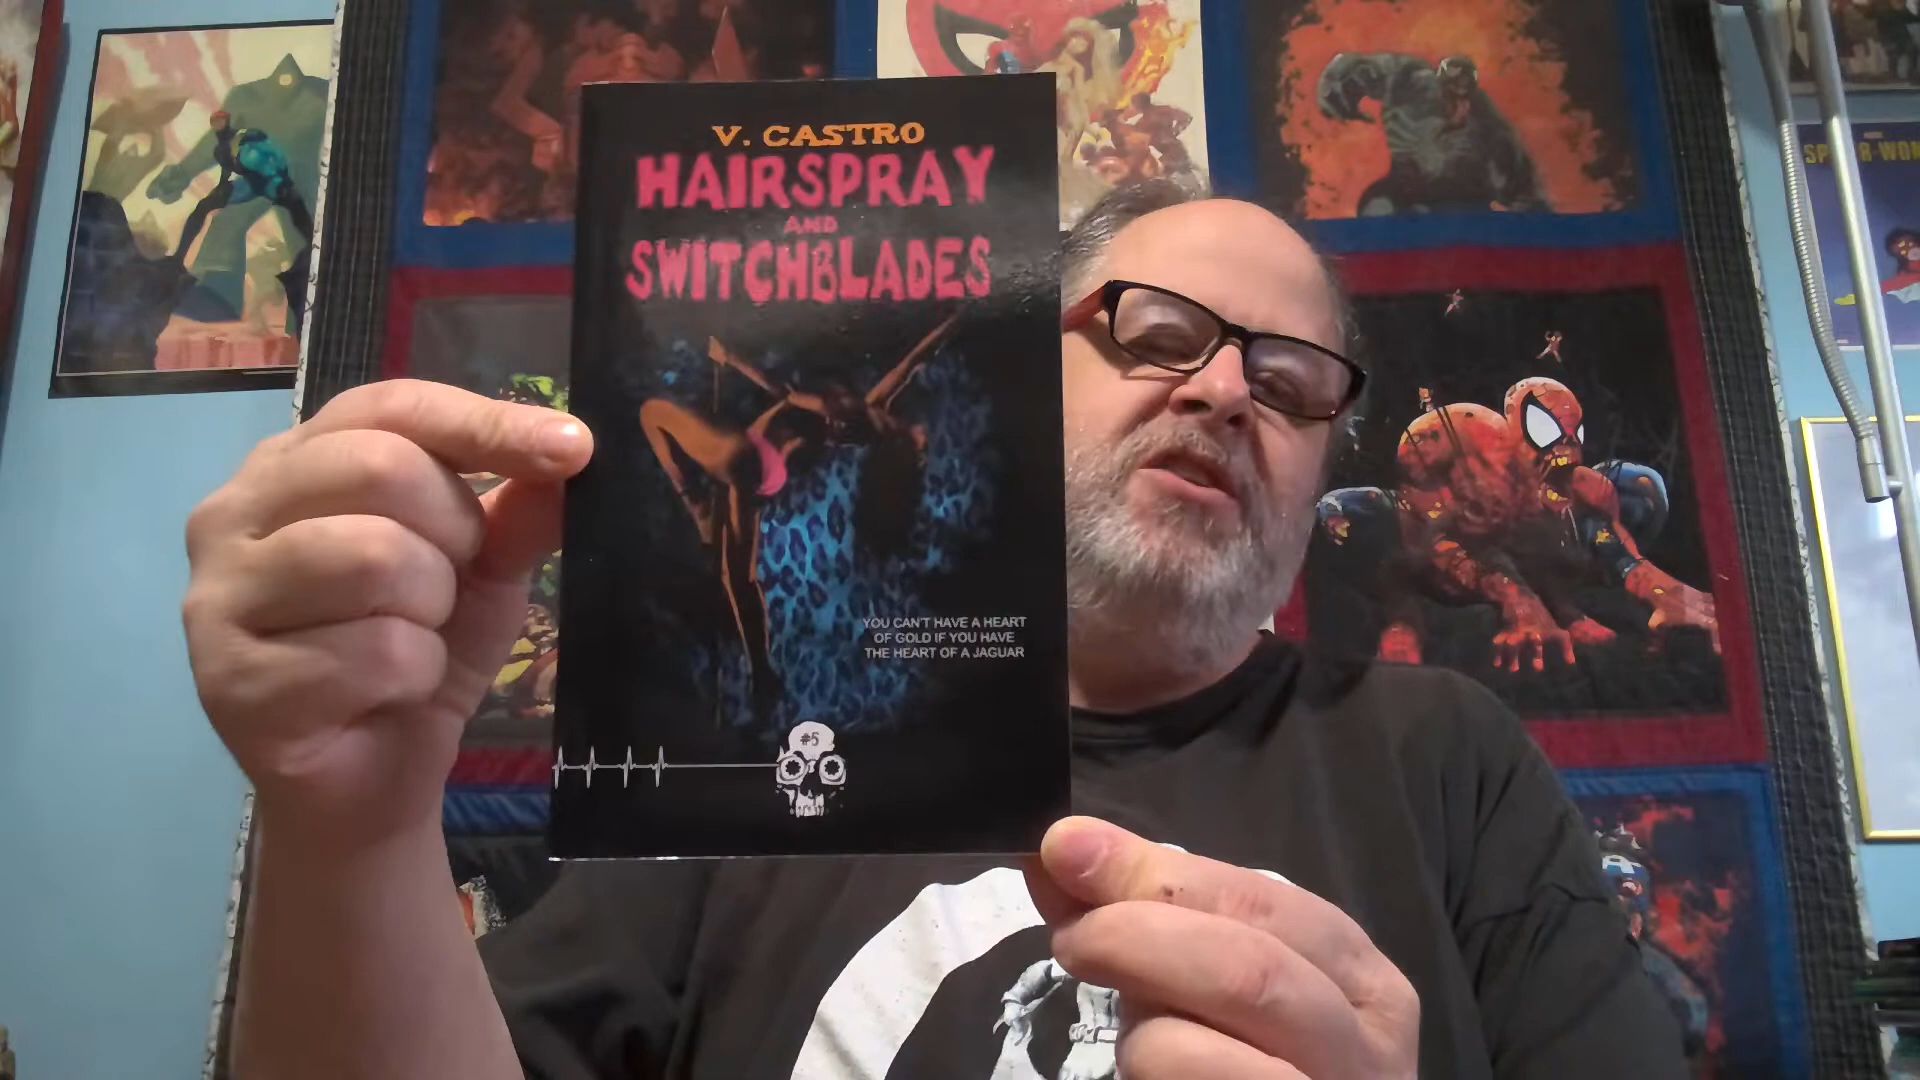 V. CASTRO
HAIRSPRAY
AND
SWITCHBLADES
YOU CAN'T HAVE A HEART
OF GOLD IF YOU HAVE
THE HEART OF A JAGUAR
#5